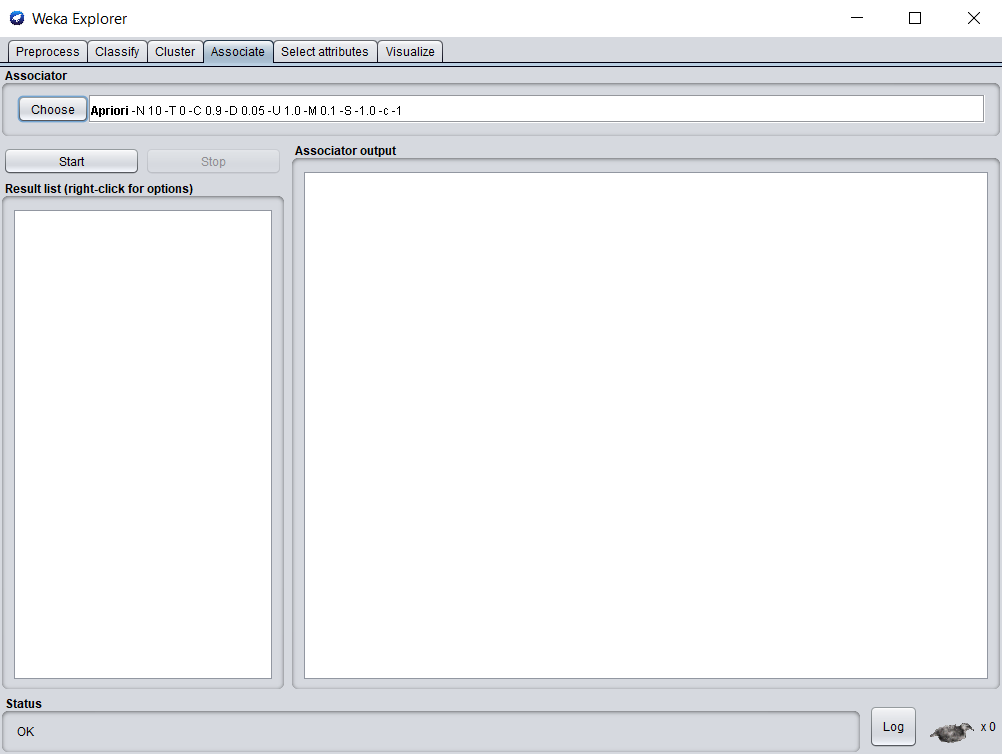 Weka Explorer
Preprocess Classify Cluster Associate Select attributes Visualize
Associator
Choose Apriori -N 10 -T 0 -C 0.9 -D 0.05 -U 1.0 -M 0.1 -S -1.0 -c -1
Start Stop
Associator output
Result list (right-click for options)
Status
OK
Log x 0